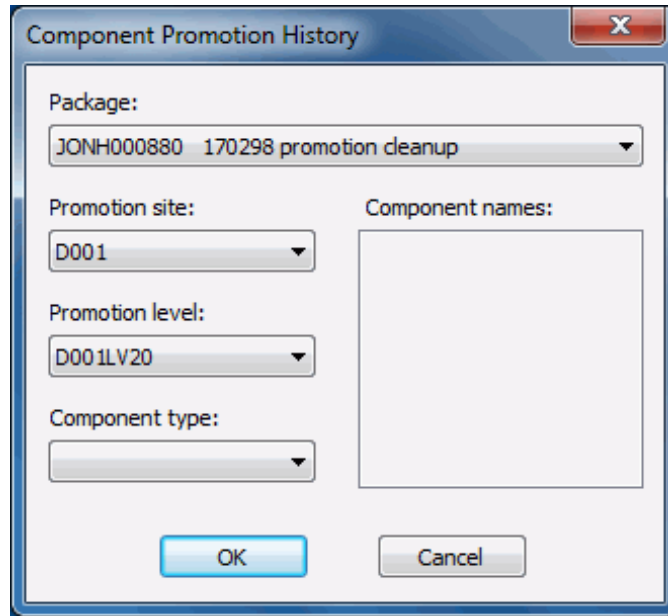 Component Promotion History
Package:
JONH000880 170298 promotion cleanup
Promotion site:
Component names:
D001
Promotion level:
D001LV20
Component type:
OK
Cancel